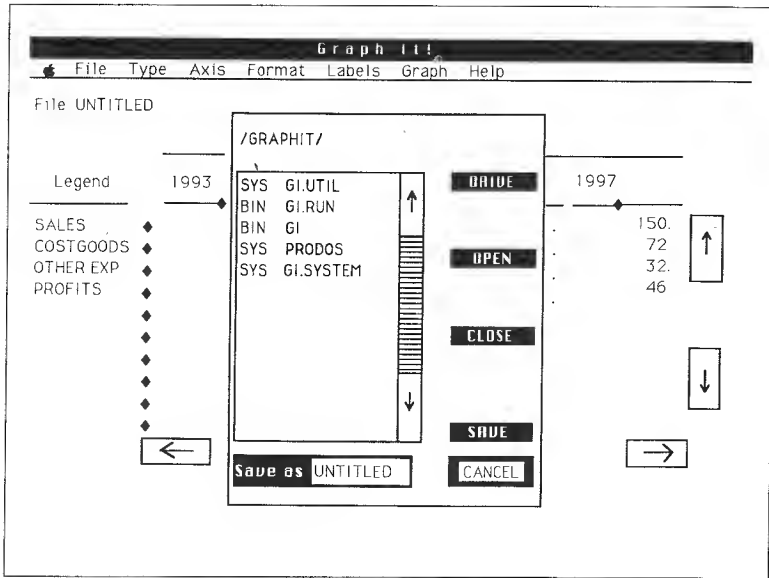 Graph It!
File Type Axis Format Labels Graph Help
File UNTITLED
/GRAPHIT/
Legend 1993 1997
SYS GI.UTIL
BIN GI.RUN
BIN GI
SYS PRODOS
SYS GI.SYSTEM
DRIVE
OPEN
CLOSE
SAVE
CANCEL
Save as UNTITLED
SALES 150.
COSTGOODS 72
OTHER EXP 32.
PROFITS 46